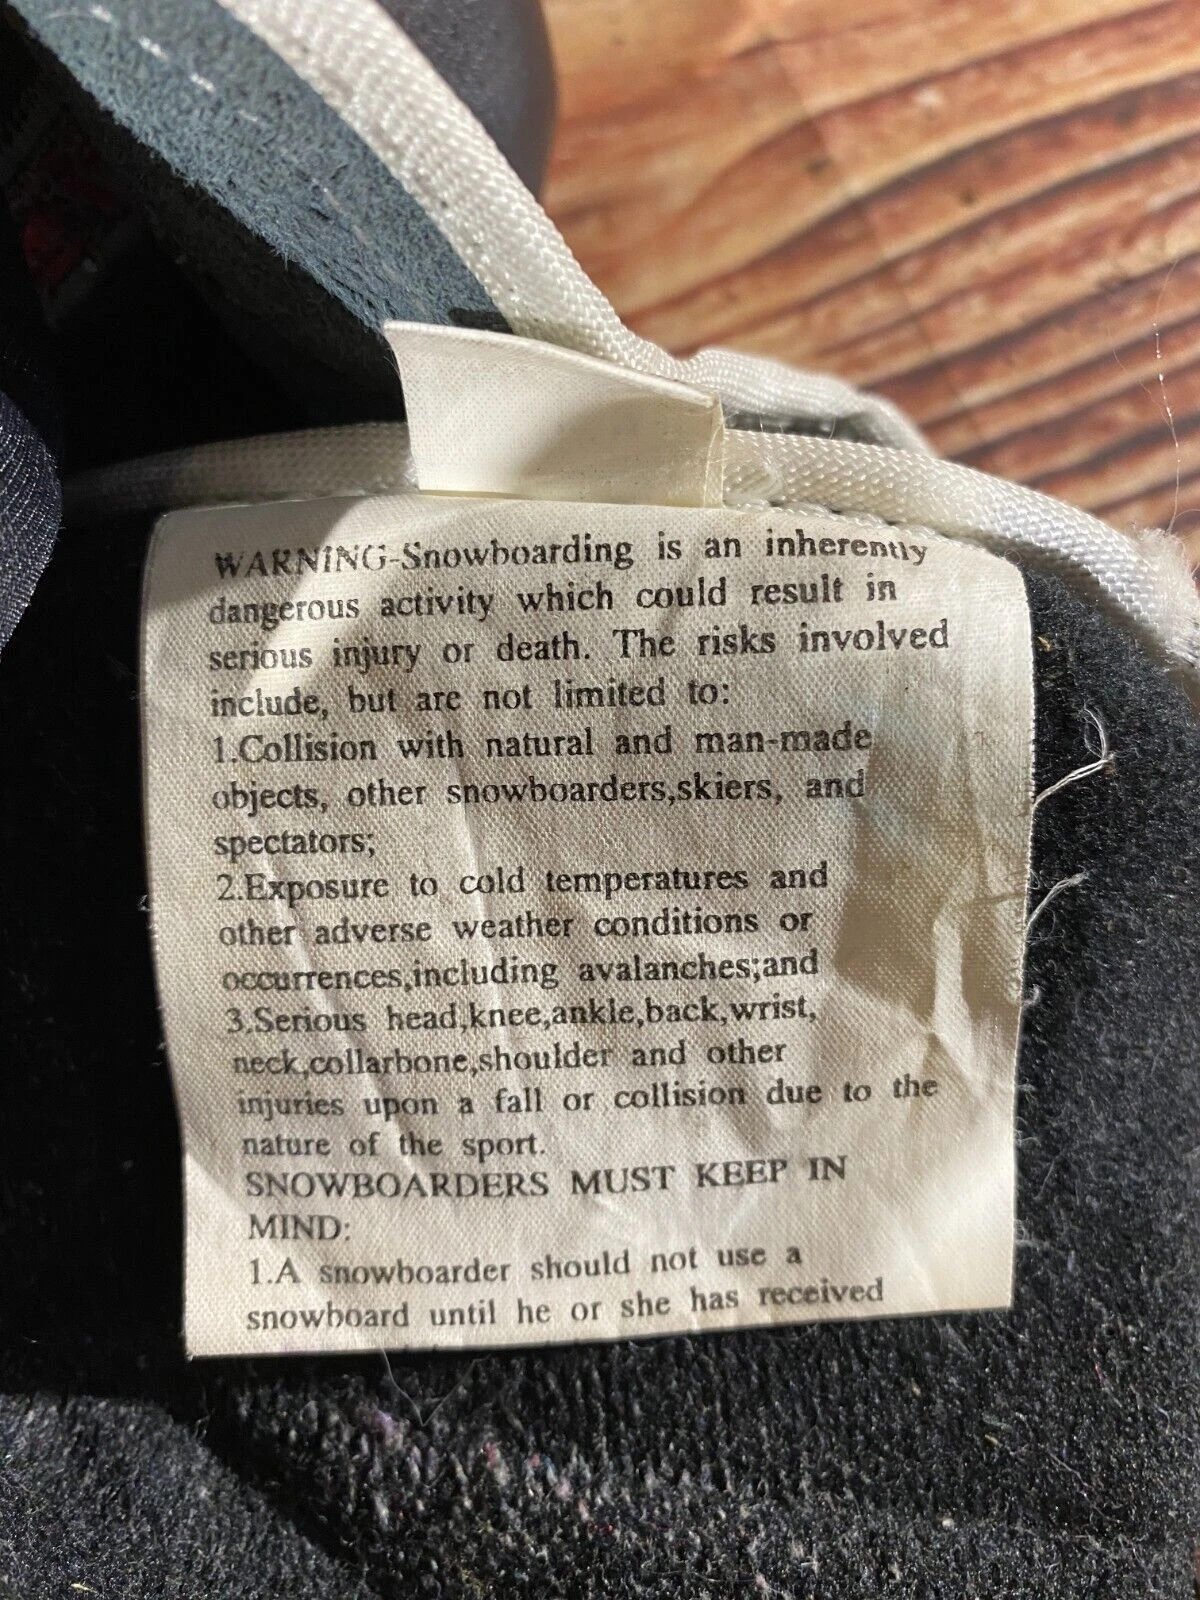 WARNING-Snowboarding is an inherently
dangerous activity which could result in
serious injury or death. The risks involved
include, but are not limited to:
1.Collision with natural and man-made
objects, other snowboarders,skiers, and
spectators;
2.Exposure to cold temperatures and
other adverse weather conditions or
occurrences,including avalanches;and
3.Serious head,knee,ankle,back,wrist,
neck,collarbone,shoulder and other
injuries upon a fall or collision due to the
nature of the sport.
SNOWBOARDERS MUST KEEP IN
MIND:
1.A snowboarder should not use a
snowboard until he or she has received